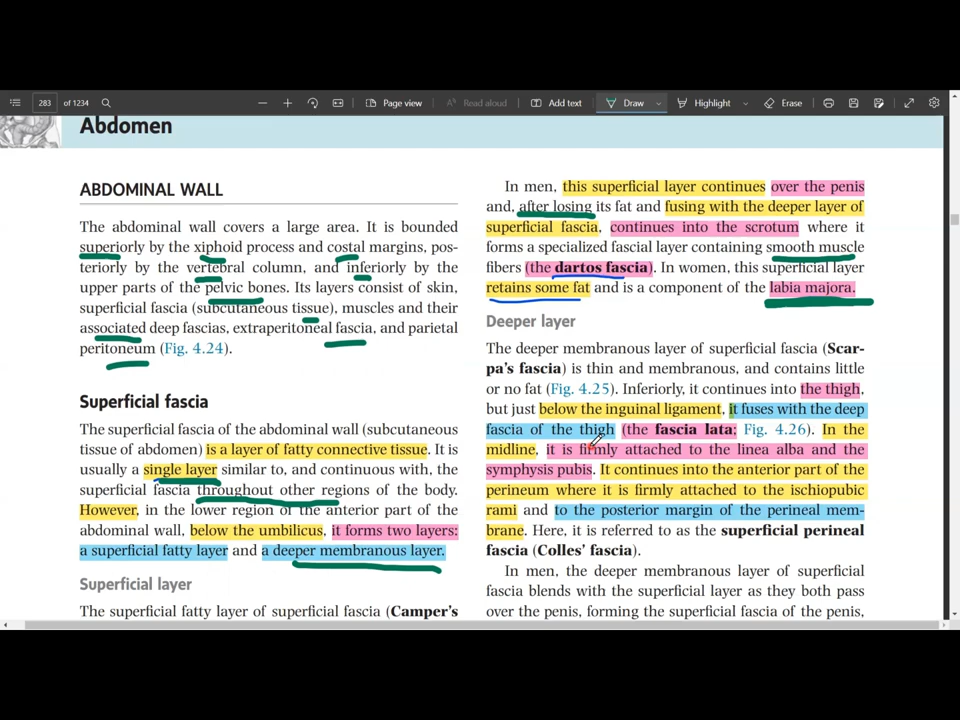 283 of 1234 Page view Read aloud Add text Draw Highlight Erase
Abdomen
ABDOMINAL WALL
The abdominal wall covers a large area. It is bounded
superiorly by the xiphoid process and costal margins, pos-
teriorly by the vertebral column, and inferiorly by the
upper parts of the pelvic bones. Its layers consist of skin,
superficial fascia (subcutaneous tissue), muscles and their
associated deep fascias, extraperitoneal fascia, and parietal
peritoneum (Fig. 4.24).
Superficial fascia
The superficial fascia of the abdominal wall (subcutaneous
tissue of abdomen) is a layer of fatty connective tissue. It is
usually a single layer similar to, and continuous with, the
superficial fascia throughout other regions of the body.
However, in the lower region of the anterior part of the
abdominal wall, below the umbilicus, it forms two layers:
a superficial fatty layer and a deeper membranous layer.
Superficial layer
The superficial fatty layer of superficial fascia (Camper's
In men, this superficial layer continues over the penis
and, after losing its fat and fusing with the deeper layer of
superficial fascia, continues into the scrotum where it
forms a specialized fascial layer containing smooth muscle
fibers (the dartos fascia). In women, this superficial layer
retains some fat and is a component of the labia majora.
Deeper layer
The deeper membranous layer of superficial fascia (Scar-
pa's fascia) is thin and membranous, and contains little
or no fat (Fig. 4.25). Inferiorly, it continues into the thigh,
but just below the inguinal ligament, it fuses with the deep
fascia of the thigh (the fascia lata; Fig. 4.26). In the
midline, it is firmly attached to the linea alba and the
symphysis pubis. It continues into the anterior part of the
perineum where it is firmly attached to the ischiopubic
rami and to the posterior margin of the perineal mem-
brane. Here, it is referred to as the superficial perineal
fascia (Colles' fascia).
In men, the deeper membranous layer of superficial
fascia blends with the superficial layer as they both pass
over the penis, forming the superficial fascia of the penis,